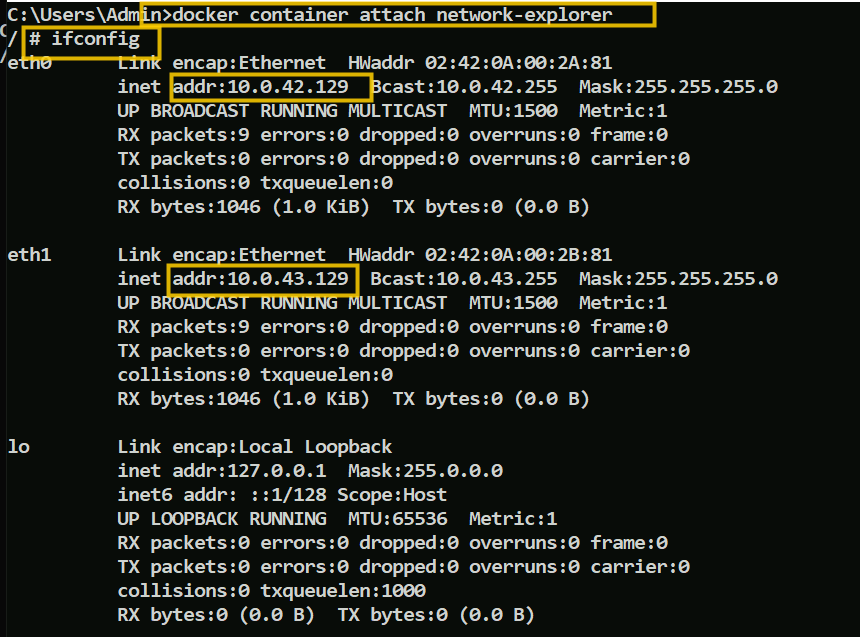 C:\Users\Admin>docker container attach network-explorer
/ # ifconfig
eth0      Link encap:Ethernet  HWaddr 02:42:0A:00:2A:81
          inet addr:10.0.42.129  Bcast:10.0.42.255  Mask:255.255.255.0
          UP BROADCAST RUNNING MULTICAST  MTU:1500  Metric:1
          RX packets:9 errors:0 dropped:0 overruns:0 frame:0
          TX packets:0 errors:0 dropped:0 overruns:0 carrier:0
          collisions:0 txqueuelen:0
          RX bytes:1046 (1.0 KiB)  TX bytes:0 (0.0 B)
eth1      Link encap:Ethernet  HWaddr 02:42:0A:00:2B:81
          inet addr:10.0.43.129  Bcast:10.0.43.255  Mask:255.255.255.0
          UP BROADCAST RUNNING MULTICAST  MTU:1500  Metric:1
          RX packets:9 errors:0 dropped:0 overruns:0 frame:0
          TX packets:0 errors:0 dropped:0 overruns:0 carrier:0
          collisions:0 txqueuelen:0
          RX bytes:1046 (1.0 KiB)  TX bytes:0 (0.0 B)
lo        Link encap:Local Loopback
          inet addr:127.0.0.1  Mask:255.0.0.0
          inet6 addr: ::1/128 Scope:Host
          UP LOOPBACK RUNNING  MTU:65536  Metric:1
          RX packets:0 errors:0 dropped:0 overruns:0 frame:0
          TX packets:0 errors:0 dropped:0 overruns:0 carrier:0
          collisions:0 txqueuelen:1000
          RX bytes:0 (0.0 B)  TX bytes:0 (0.0 B)